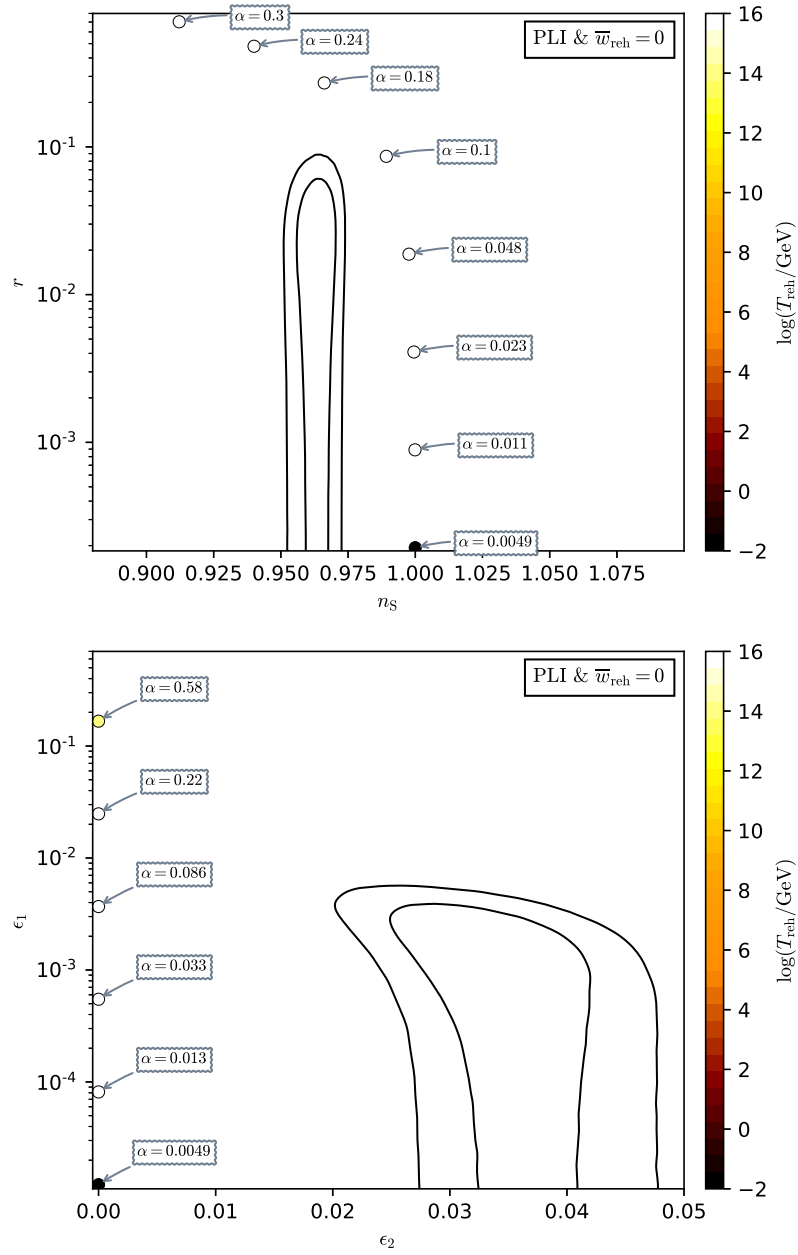 α = 0.3
α = 0.24
α = 0.18
α = 0.1
α = 0.048
α = 0.023
α = 0.011
α = 0.0049
PLI & w̅_reh = 0
10⁻¹
10⁻²
10⁻³
r
0.900 0.925 0.950 0.975 1.000 1.025 1.050 1.075
n_S
16
14
12
10
8
6
4
2
0
−2
log(T_reh/GeV)
PLI & w̅_reh = 0
α = 0.58
α = 0.22
α = 0.086
α = 0.033
α = 0.013
α = 0.0049
10⁻¹
10⁻²
10⁻³
10⁻⁴
ϵ₁
0.00 0.01 0.02 0.03 0.04 0.05
ϵ₂
16
14
12
10
8
6
4
2
0
−2
log(T_reh/GeV)